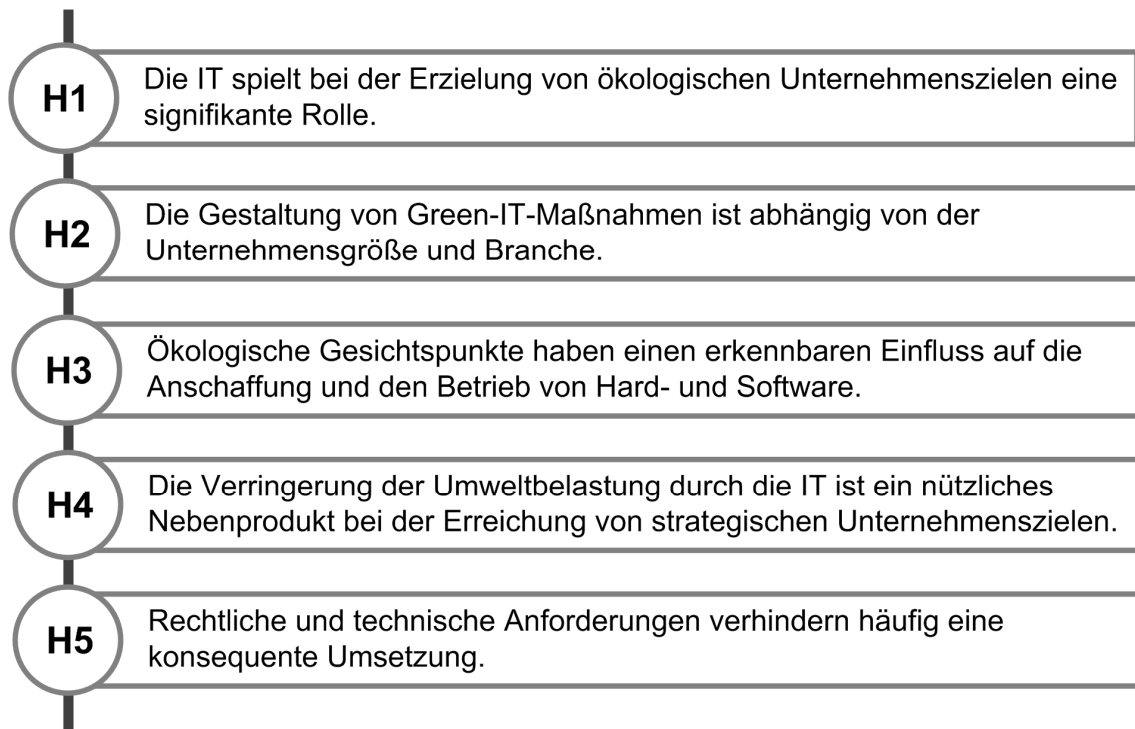 H1
Die IT spielt bei der Erzielung von ökologischen Unternehmenszielen eine
signifikante Rolle.
H2
Die Gestaltung von Green-IT-Maßnahmen ist abhängig von der
Unternehmensgröße und Branche.
H3
Ökologische Gesichtspunkte haben einen erkennbaren Einfluss auf die
Anschaffung und den Betrieb von Hard- und Software.
H4
Die Verringerung der Umweltbelastung durch die IT ist ein nützliches
Nebenprodukt bei der Erreichung von strategischen Unternehmenszielen.
H5
Rechtliche und technische Anforderungen verhindern häufig eine
konsequente Umsetzung.